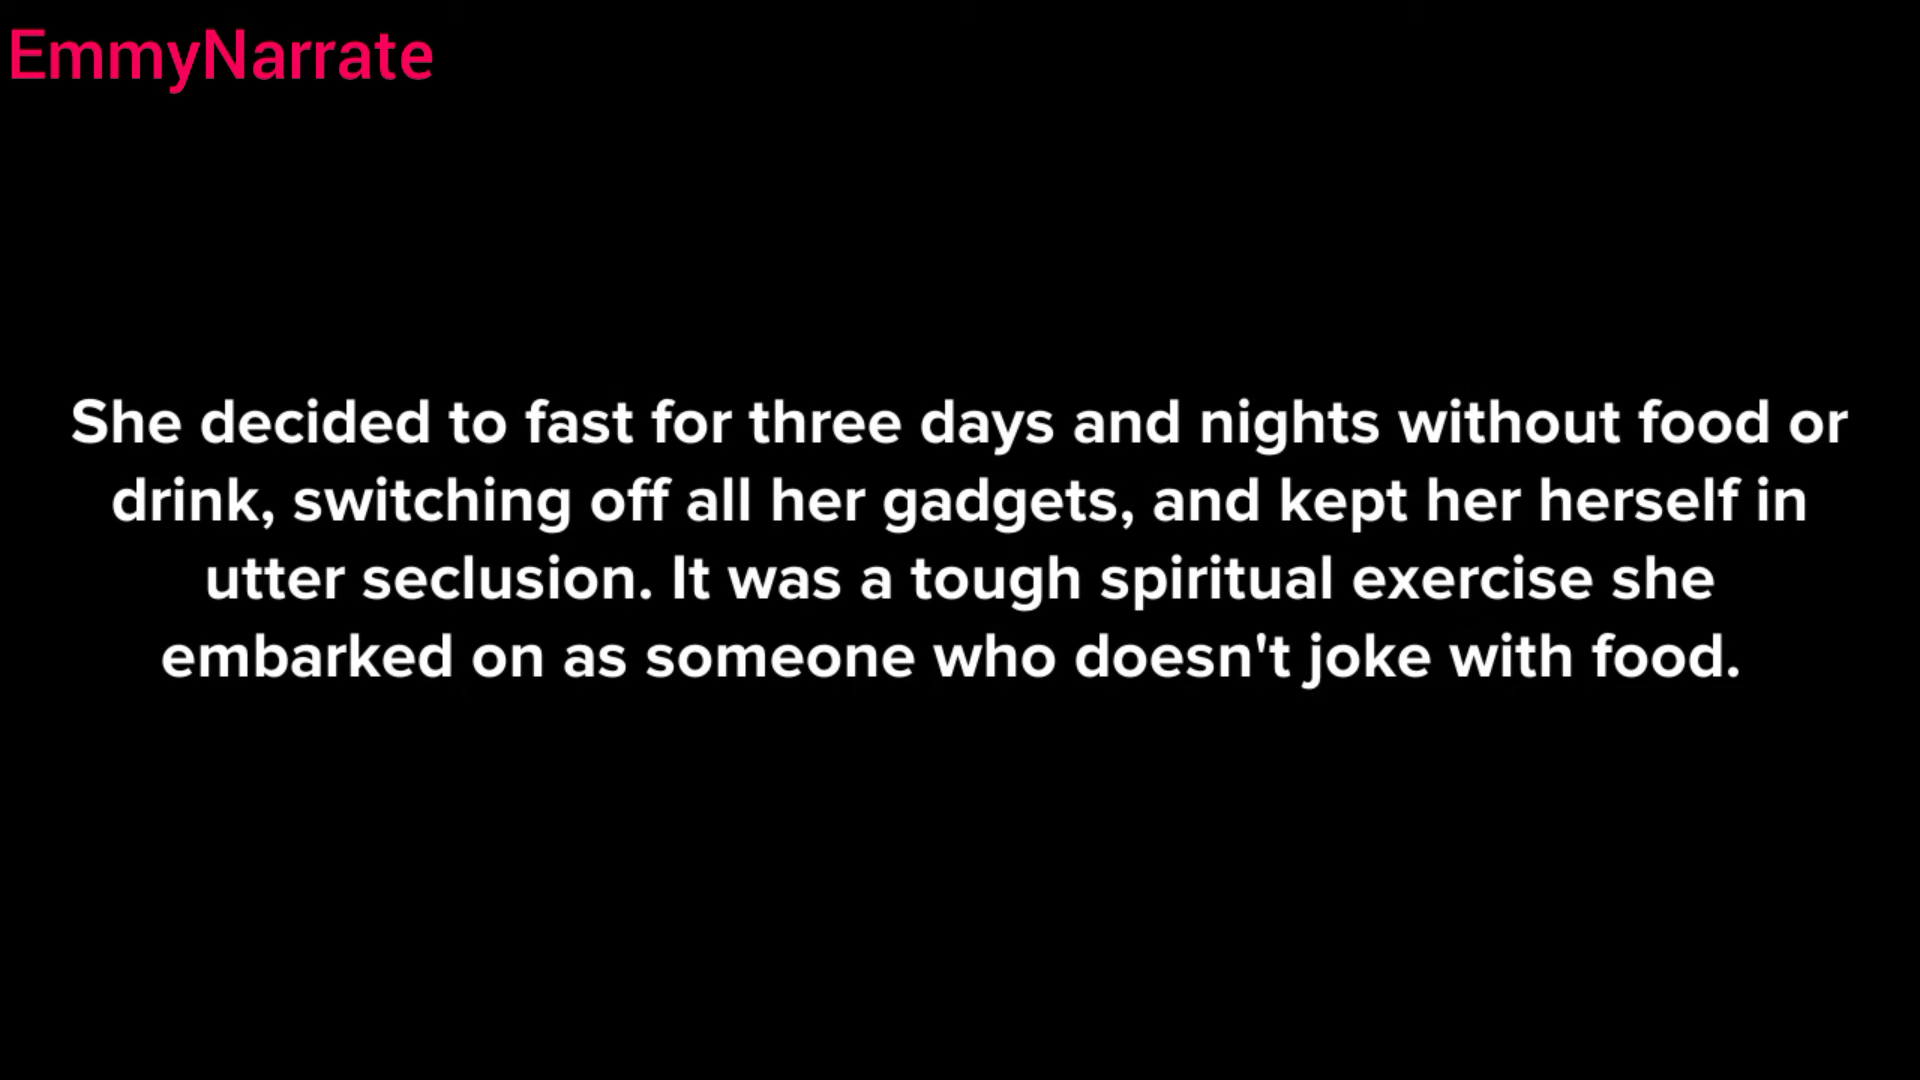 EmmyNarrate
She decided to fast for three days and nights without food or
drink, switching off all her gadgets, and kept her herself in
utter seclusion. It was a tough spiritual exercise she
embarked on as someone who doesn't joke with food.